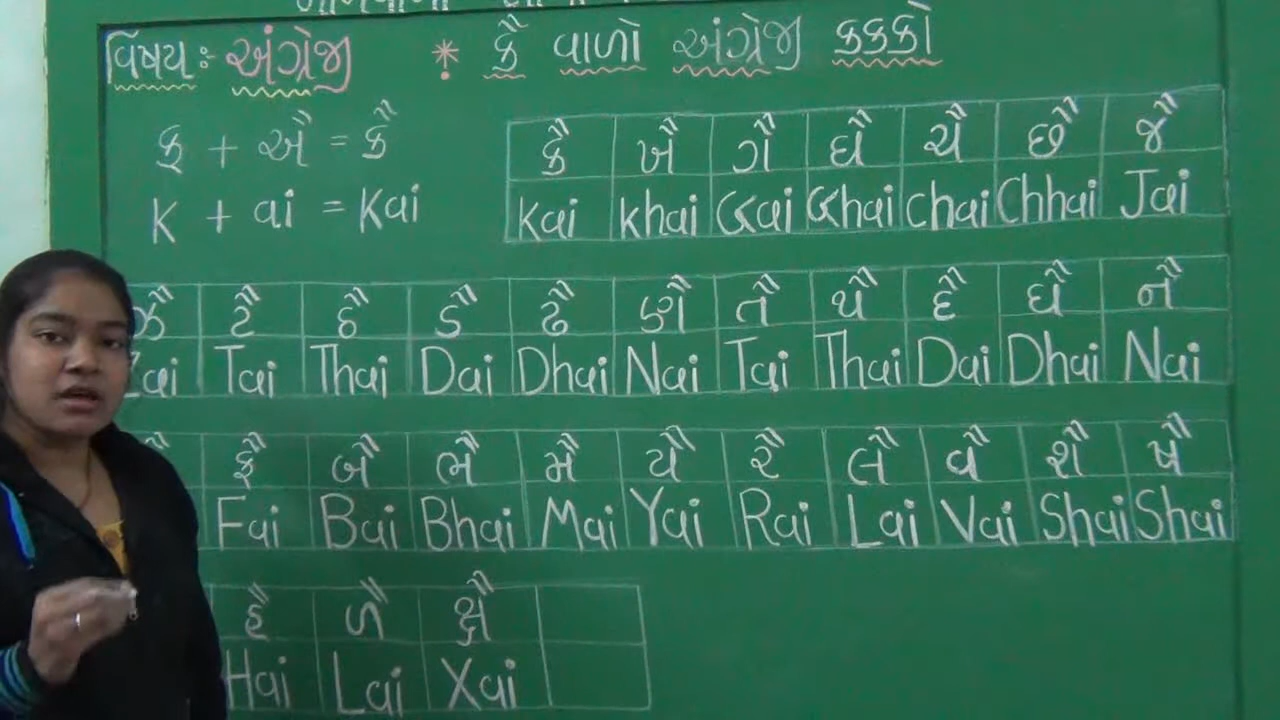 વિષય: અંગ્રેજી * કૈ વાળો અંગ્રેજી કક્કો
ક + ઐ = કૈ
K + ai = Kai
કૈ ખૈ ગૈ ઘૈ ચૈ છૈ જૈ
Kai Khai Gai Ghai chai Chhai Jai
ઝૈ ટૈ ઠૈ ડૈ ઢૈ ણૈ તૈ થૈ દૈ ધૈ નૈ
Zai Tai Thai Dai Dhai Nai Tai Thai Dai Dhai Nai
ફૈ બૈ ભૈ મૈ યૈ રૈ લૈ વૈ શૈ ષૈ
Fai Bai Bhai Mai Yai Rai Lai Vai Shai Shai
હૈ ળૈ ક્ષૈ
Hai Lai Xai